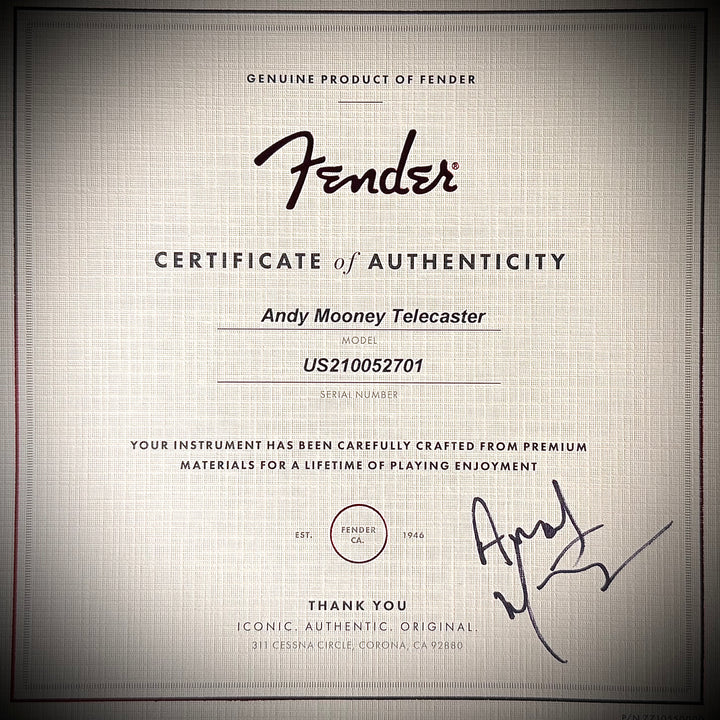 GENUINE PRODUCT OF FENDER
Fender®
CERTIFICATE of AUTHENTICITY
Andy Mooney Telecaster
MODEL
US210052701
SERIAL NUMBER
YOUR INSTRUMENT HAS BEEN CAREFULLY CRAFTED FROM PREMIUM
MATERIALS FOR A LIFETIME OF PLAYING ENJOYMENT
EST. FENDER CA. 1946
THANK YOU
ICONIC. AUTHENTIC. ORIGINAL.
311 CESSNA CIRCLE, CORONA, CA 92880